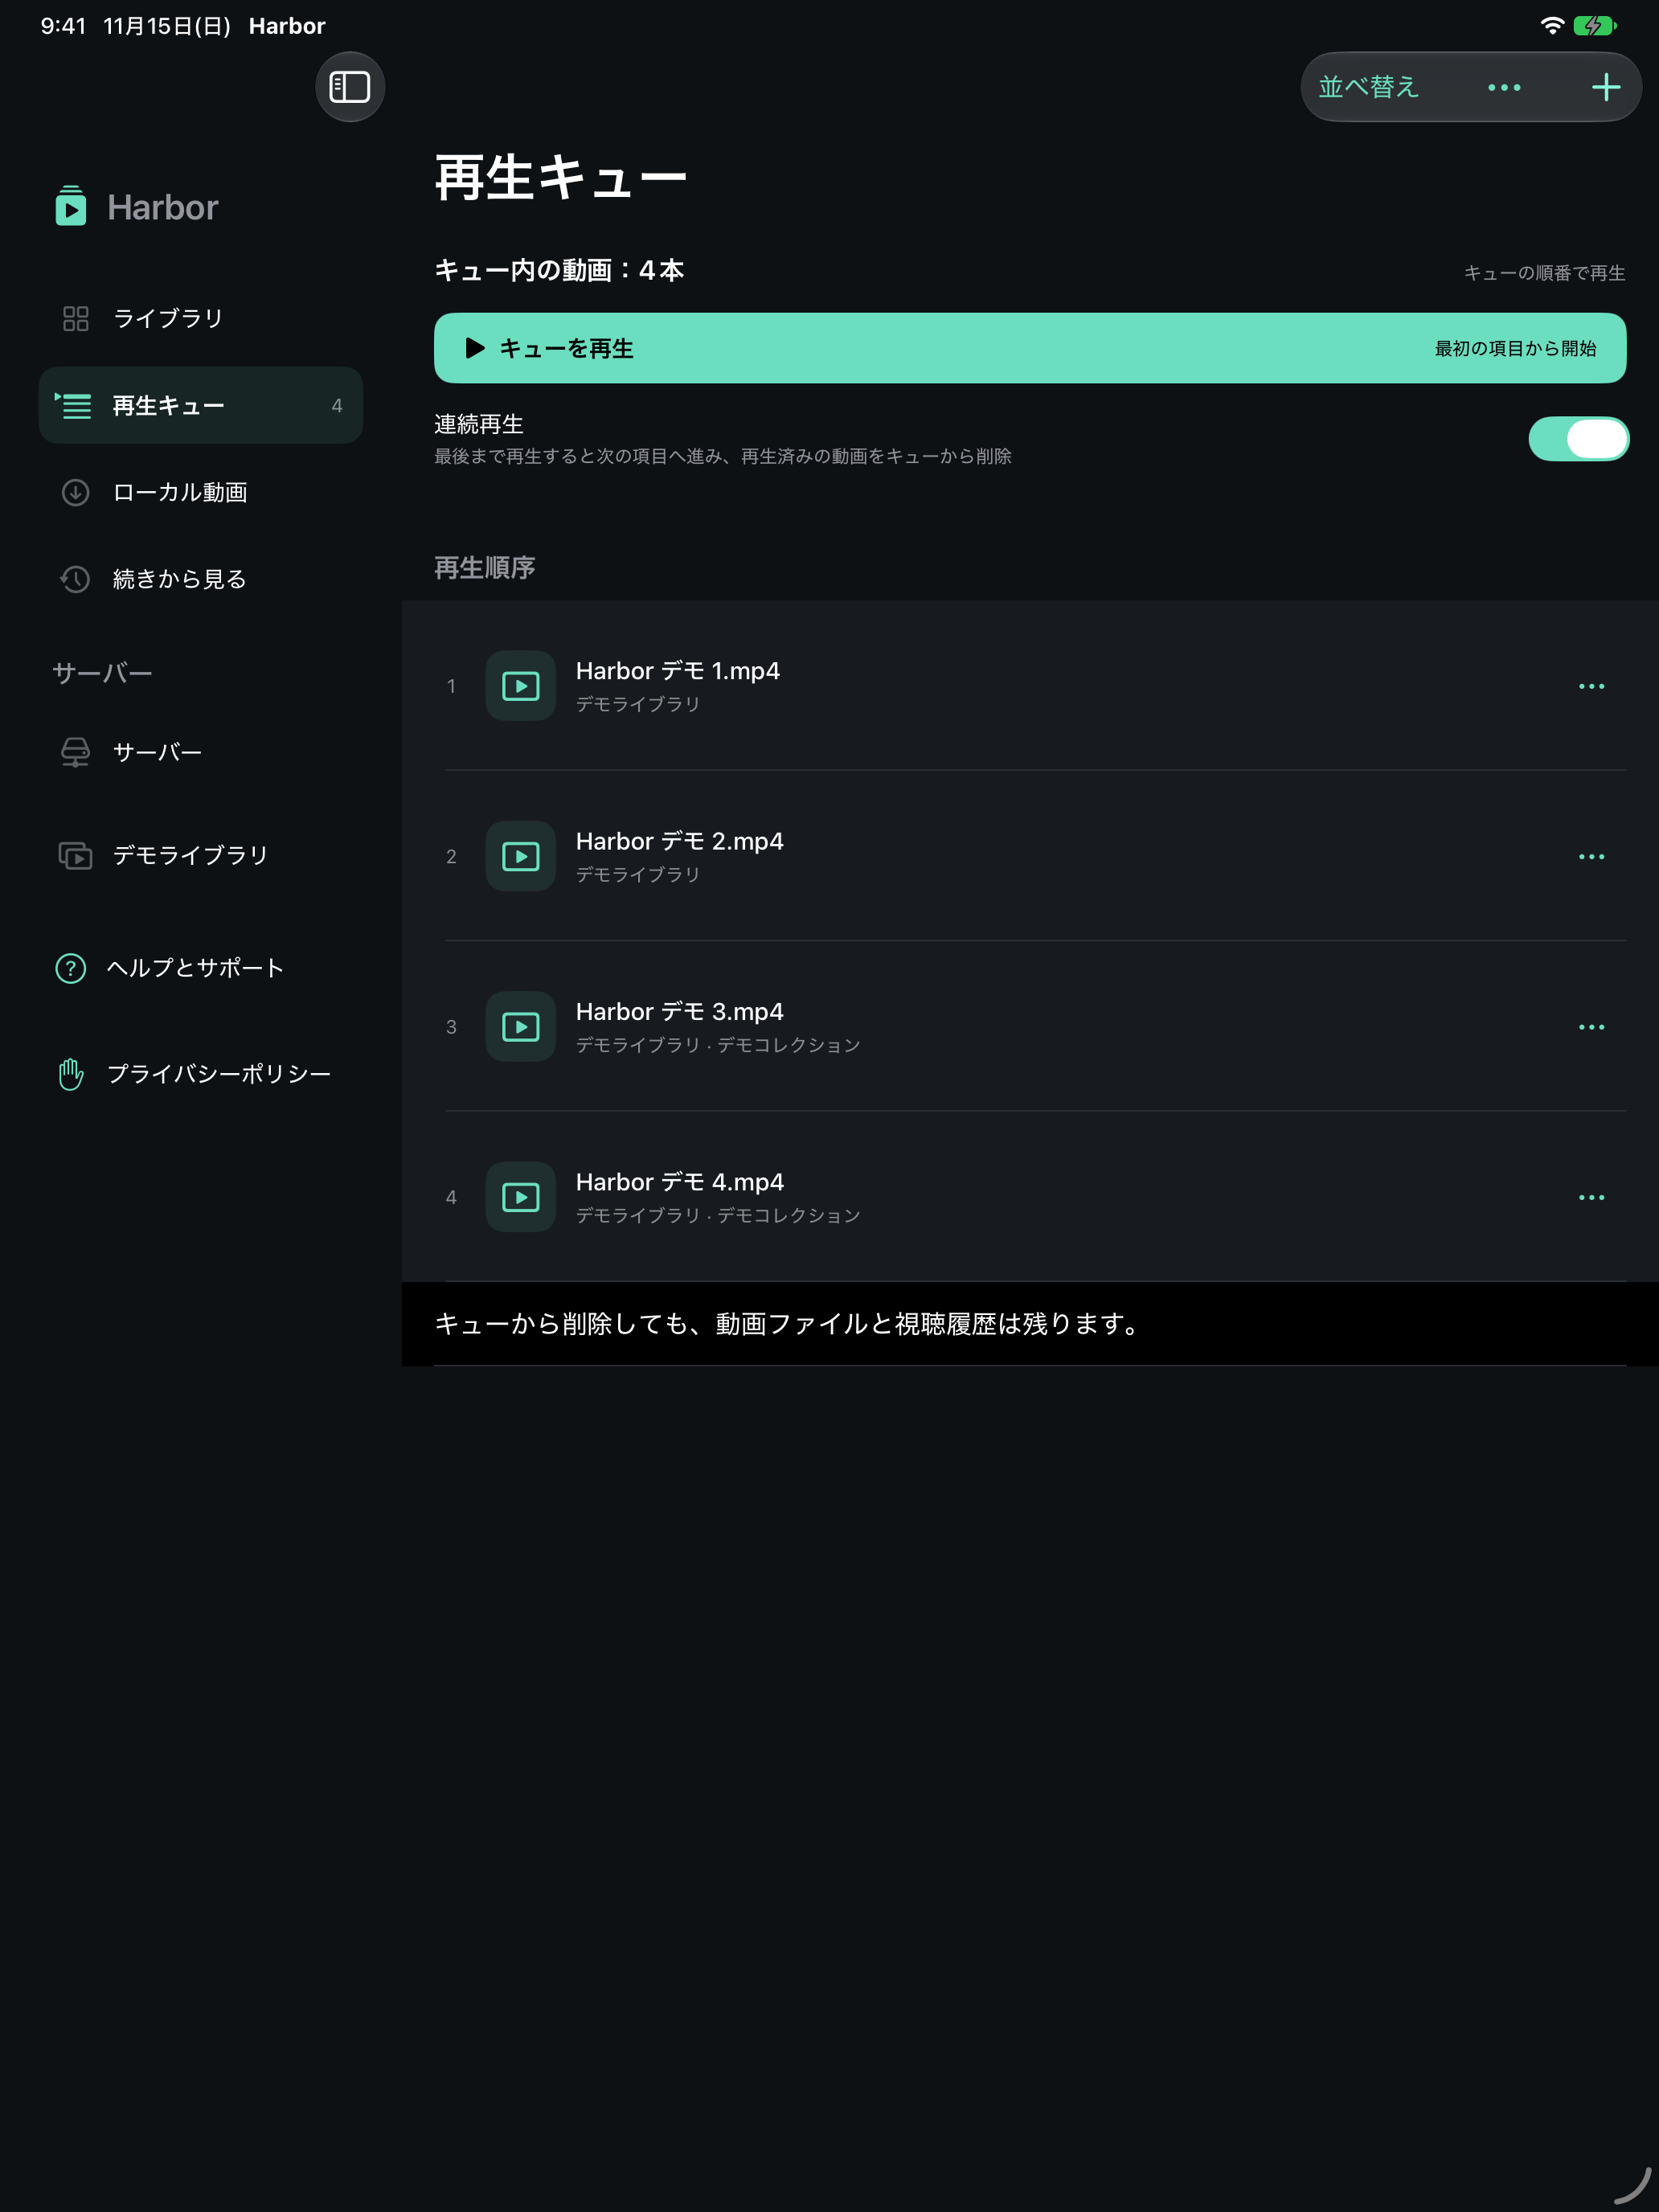 9:41 11月15日(日) Harbor
並べ替え
Harbor
ライブラリ
再生キュー 4
ローカル動画
続きから見る
サーバー
サーバー
デモライブラリ
ヘルプとサポート
プライバシーポリシー
再生キュー
キュー内の動画：4本
キューの順番で再生
キューを再生
最初の項目から開始
連続再生
最後まで再生すると次の項目へ進み、再生済みの動画をキューから削除
再生順序
1
Harbor デモ 1.mp4
デモライブラリ
2
Harbor デモ 2.mp4
デモライブラリ
3
Harbor デモ 3.mp4
デモライブラリ · デモコレクション
4
Harbor デモ 4.mp4
デモライブラリ · デモコレクション
キューから削除しても、動画ファイルと視聴履歴は残ります。